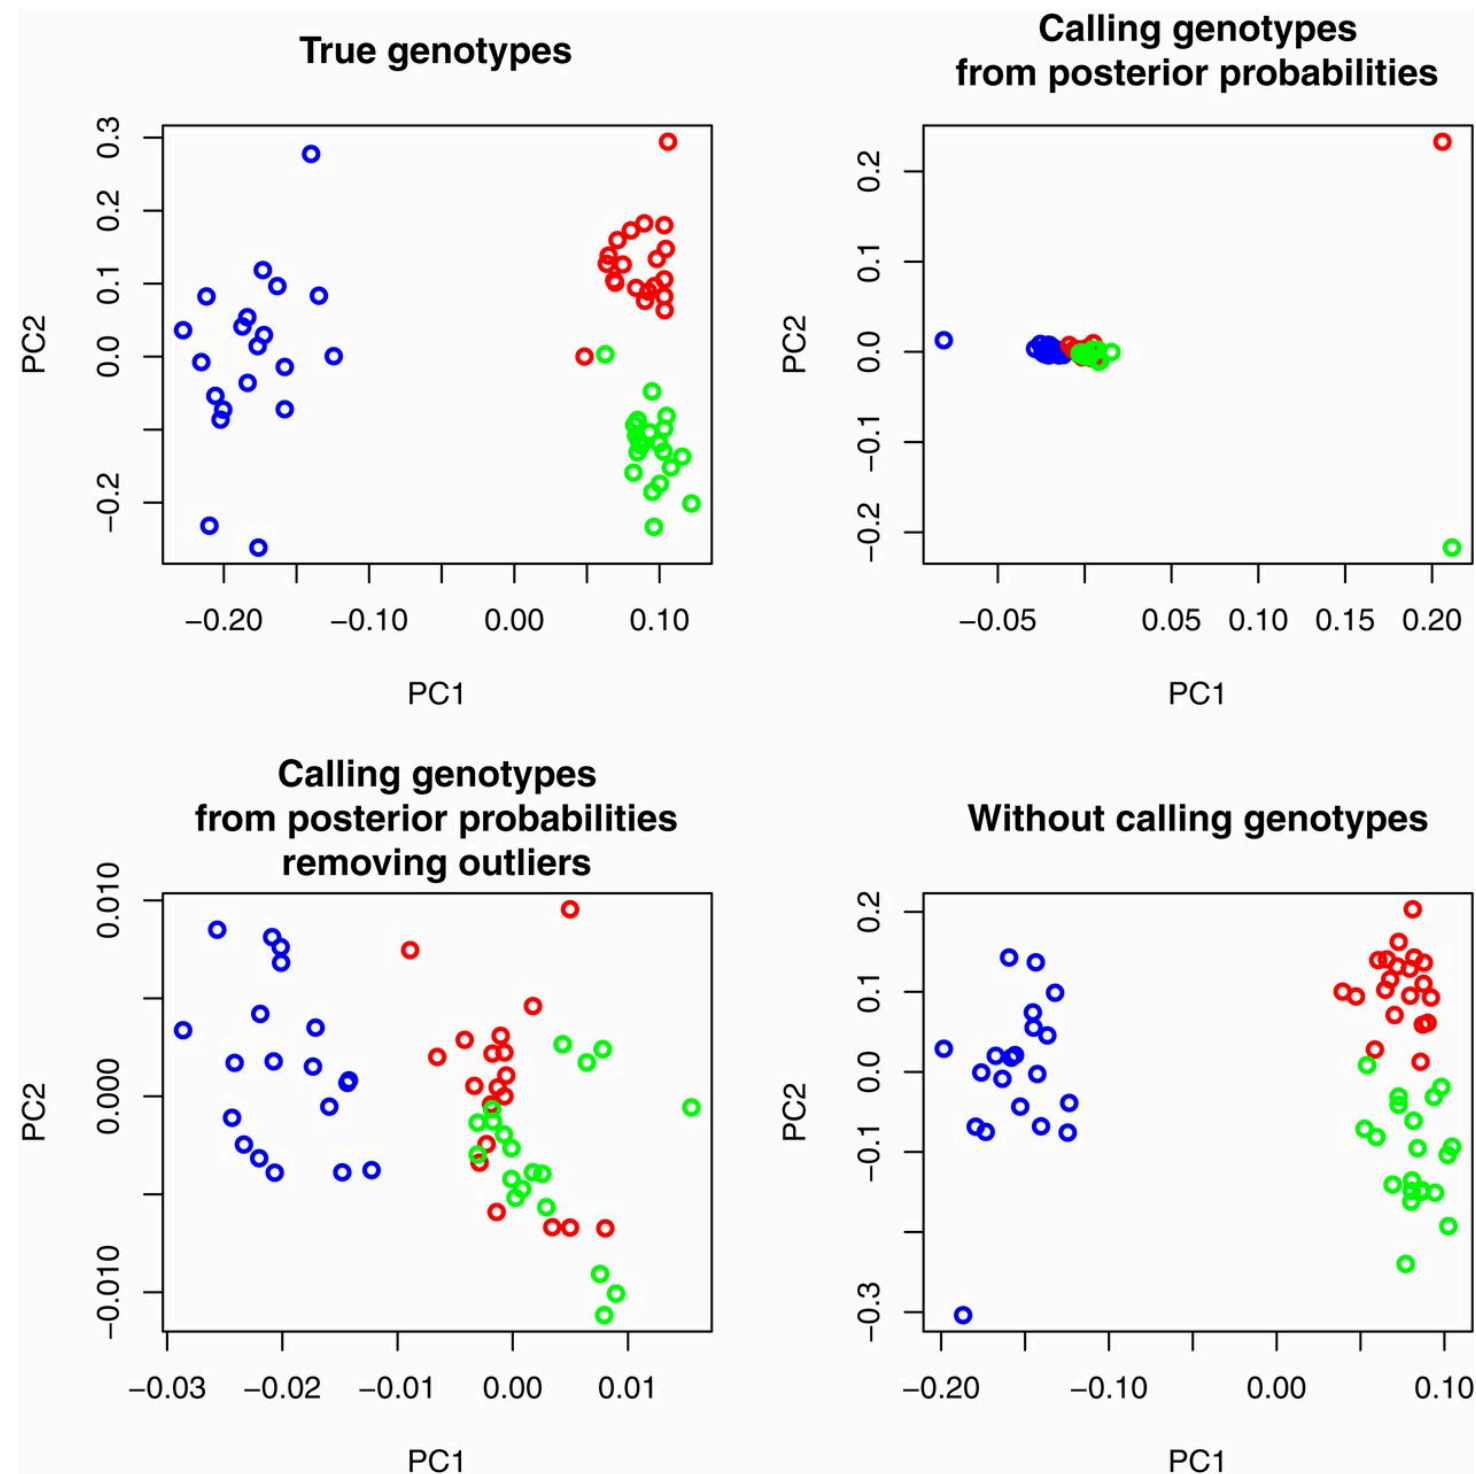 True genotypes
0.3
0.2
0.1
0.0
−0.2
PC2
−0.20 −0.10 0.00 0.10
PC1
Calling genotypes
from posterior probabilities
0.2
0.1
0.0
−0.1
−0.2
PC2
−0.05 0.05 0.10 0.15 0.20
PC1
Calling genotypes
from posterior probabilities
removing outliers
0.010
0.000
−0.010
PC2
−0.03 −0.02 −0.01 0.00 0.01
PC1
Without calling genotypes
0.2
0.1
0.0
−0.1
−0.3
PC2
−0.20 −0.10 0.00 0.10
PC1